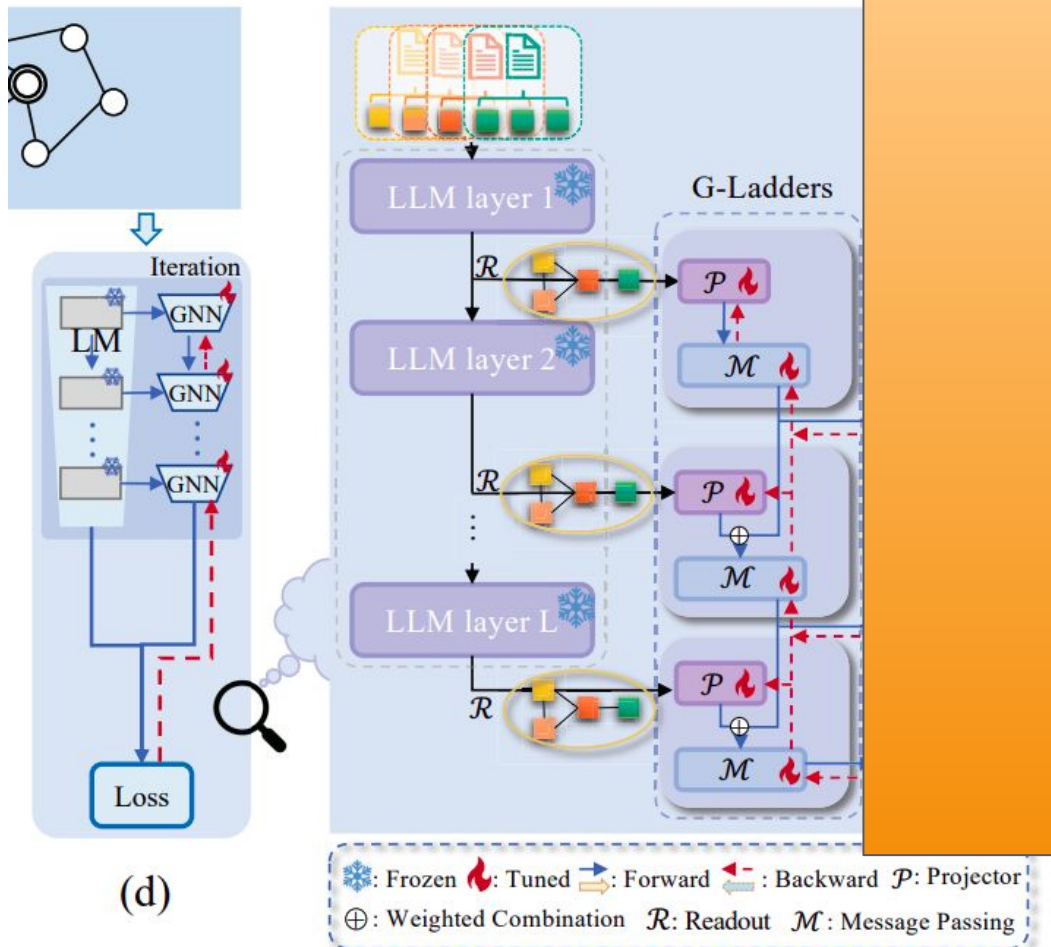 Iteration
LM
GNN
GNN
GNN
Loss
(d)
LLM layer 1
ℛ
LLM layer 2
ℛ
LLM layer L
ℛ
G-Ladders
𝒫
ℳ
𝒫
ℳ
𝒫
ℳ
: Frozen : Tuned : Forward : Backward 𝒫: Projector
: Weighted Combination ℛ: Readout ℳ: Message Passing